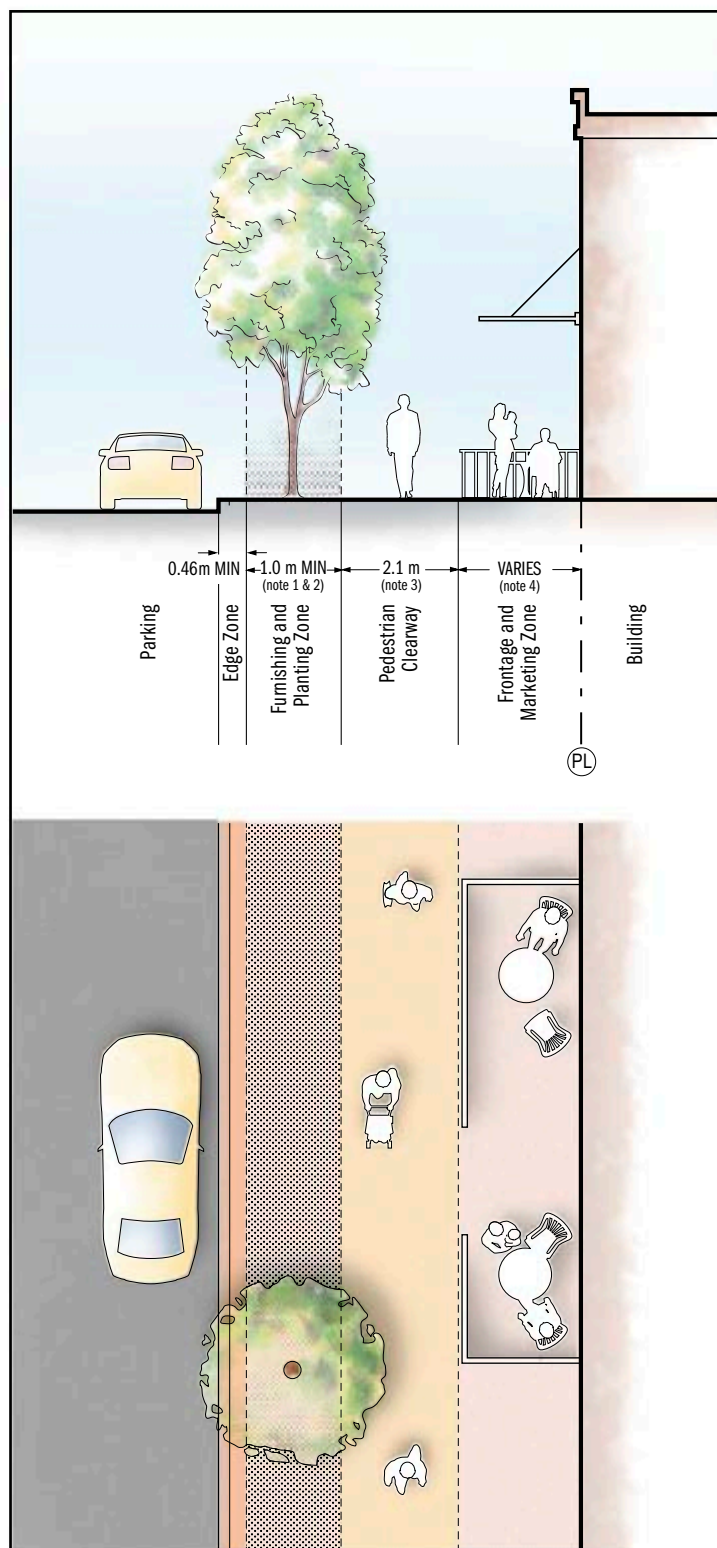 0.46m MIN
1.0 m MIN
(note 1 & 2)
2.1 m
(note 3)
VARIES
(note 4)
Parking
Edge Zone
Furnishing and
Planting Zone
Pedestrian
Clearway
Frontage and
Marketing Zone
Building
PL